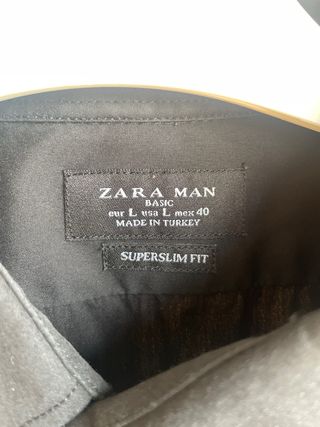 ZARA MAN
BASIC
eur L usa L mex 40
MADE IN TURKEY
SUPERSLIM FIT